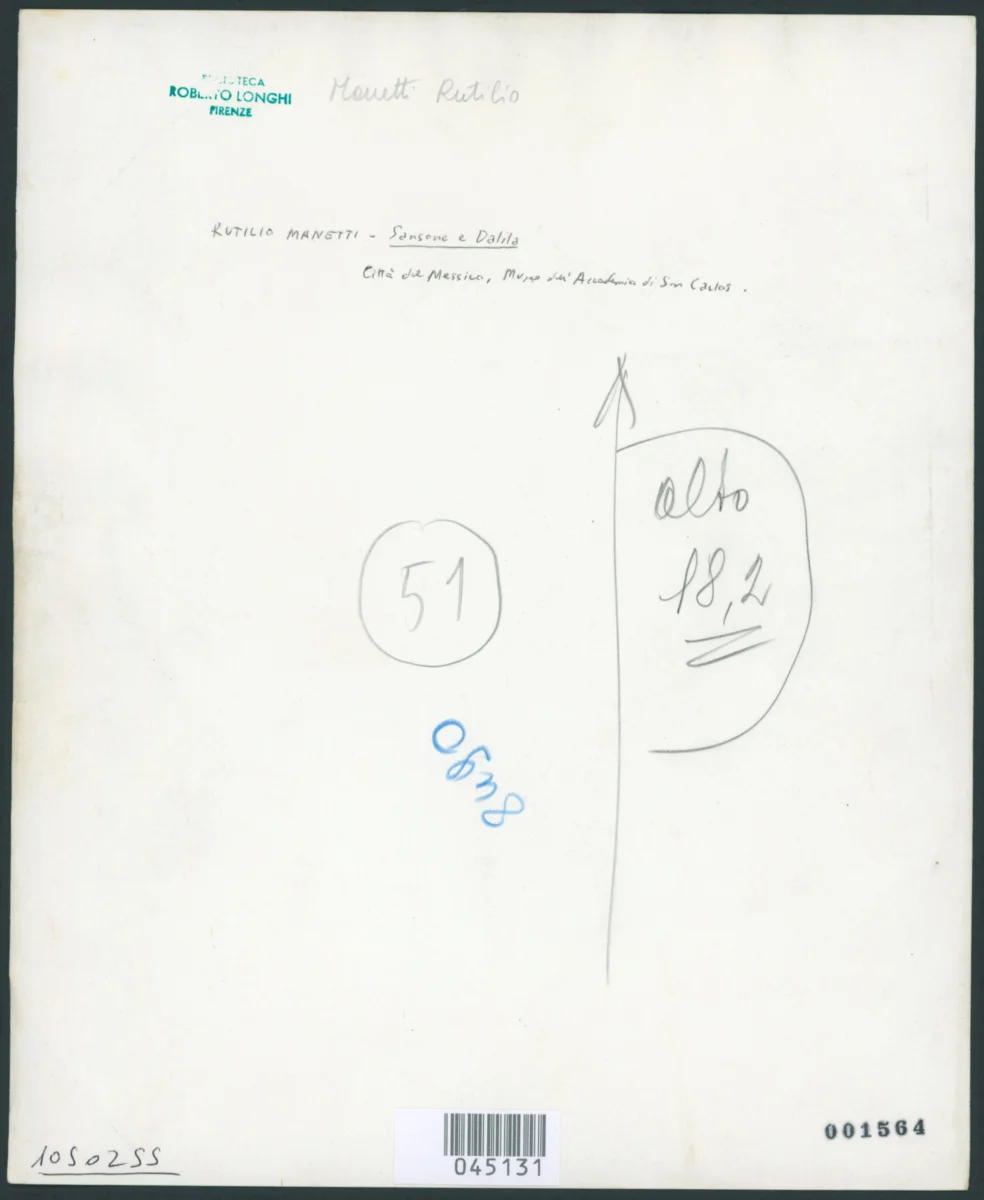 ROBERTO LONGHI
FIRENZE
Manetti Rutilio
RUTILIO MANETTI - Sansone e Dalila
Città del Messico, Museo dell'Accademia di San Carlos.
alto
18,2
51
001564
1050255
045131